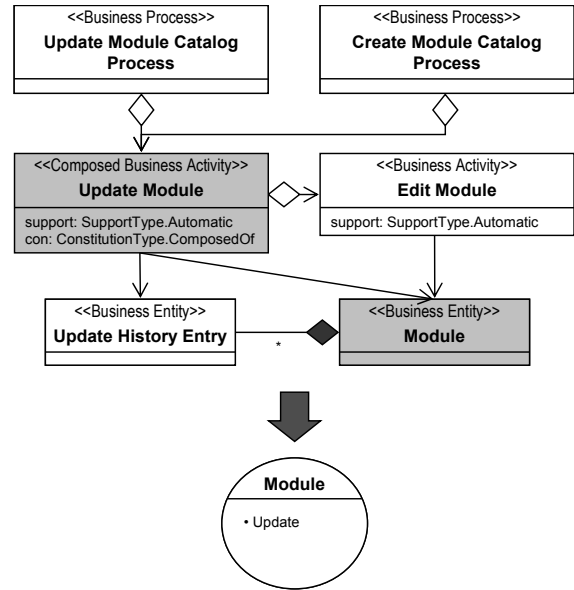 <<Business Process>>
Update Module Catalog
Process
<<Business Process>>
Create Module Catalog
Process
<<Composed Business Activity>>
Update Module
support: SupportType.Automatic
con: ConstitutionType.ComposedOf
<<Business Activity>>
Edit Module
support: SupportType.Automatic
<<Business Entity>>
Update History Entry
*
<<Business Entity>>
Module
Module
• Update